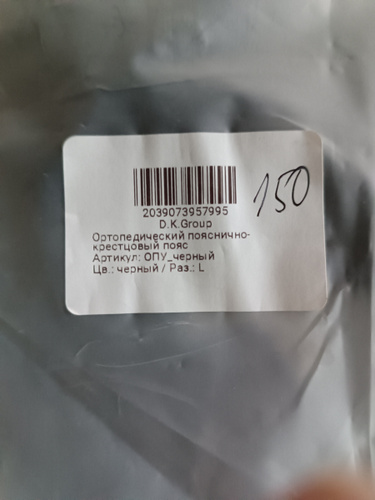 2039073957995
150
D.K.Group
Ортопедический пояснично-
крестцовый пояс
Артикул: ОПУ_черный
Цв.: черный / Раз.: L